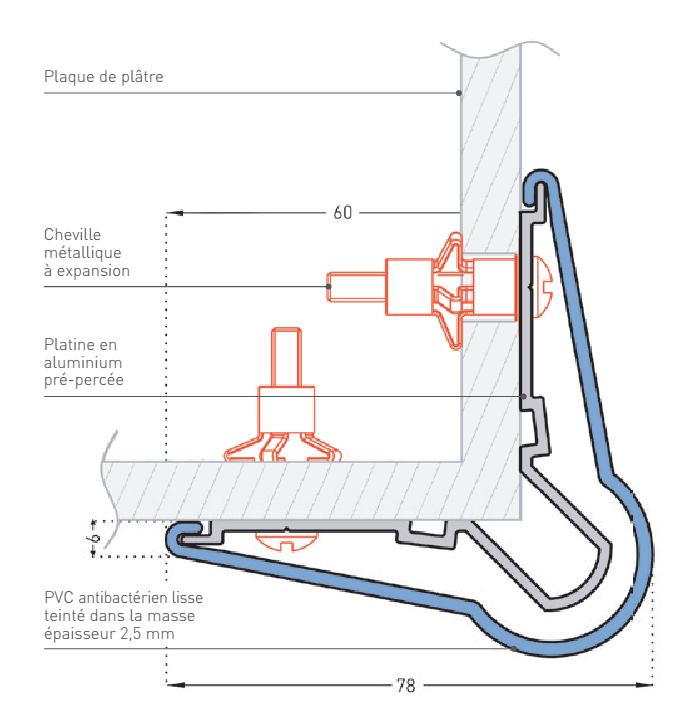 Plaque de plâtre
60
Cheville
métallique
à expansion
Platine en
aluminium
pré-percée
6
PVC antibactérien lisse
teinté dans la masse
épaisseur 2,5 mm
78